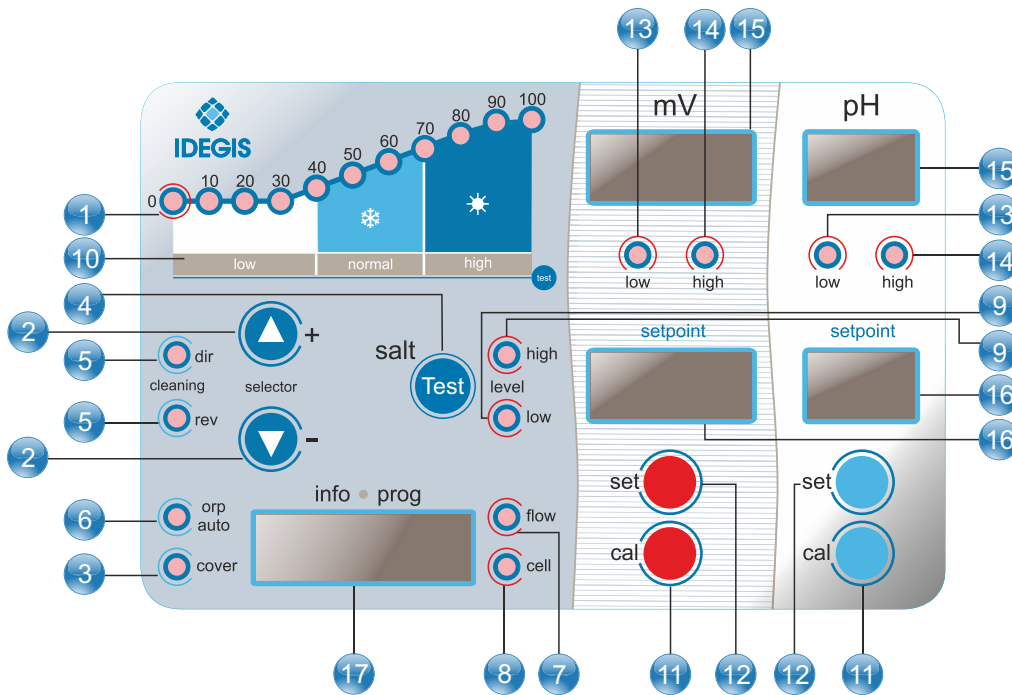 13
14
15
mV
pH
IDEGIS
0
10
20
30
40
50
60
70
80
90
100
1
15
13
10
low
normal
high
test
low
high
low
high
14
4
9
2
+
salt
setpoint
setpoint
5
dir
cleaning
selector
Test
high
level
low
9
16
5
rev
-
16
2
set
12
set
info • prog
6
orp
auto
flow
cal
cal
3
cover
cell
17
8
7
11
12
12
11